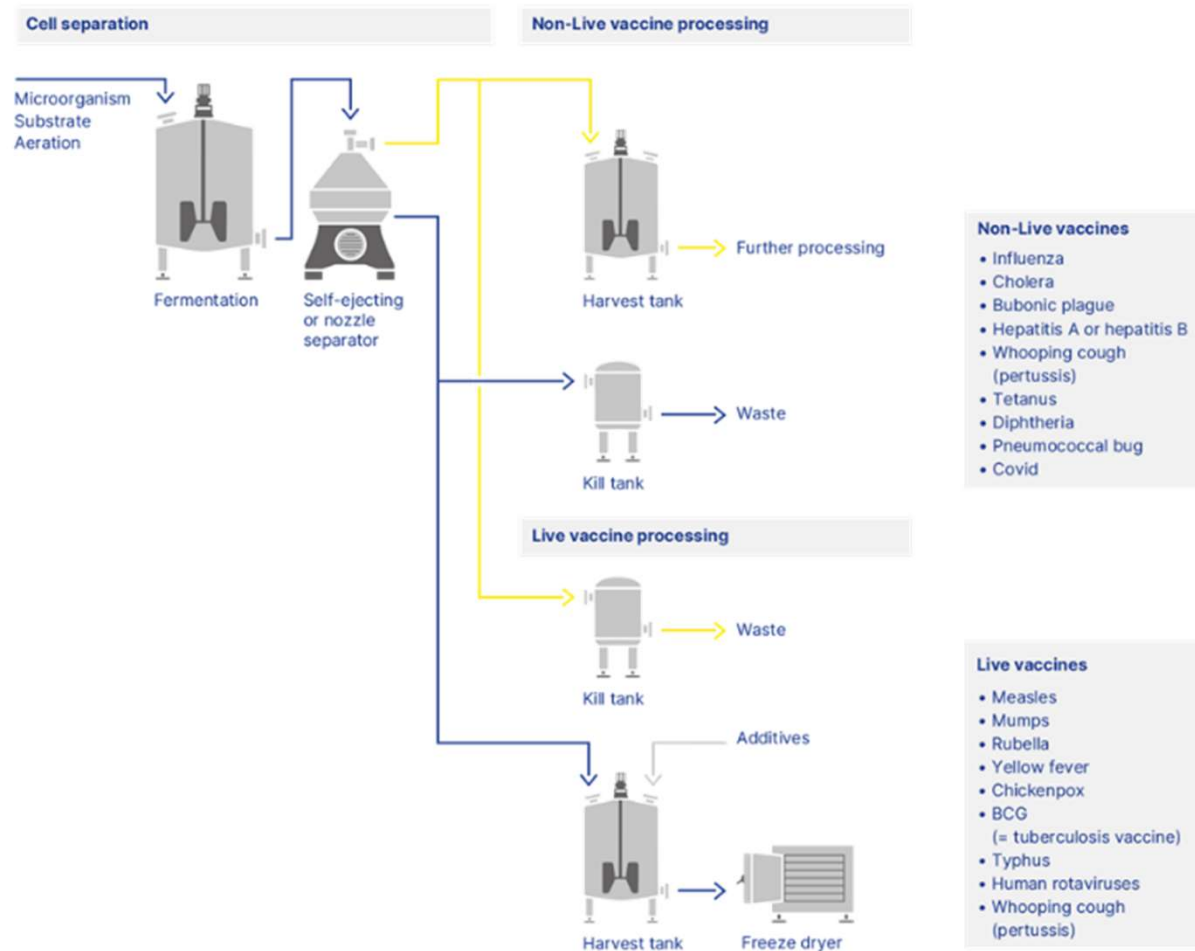 Cell separation
Non-Live vaccine processing
Microorganism
Substrate
Aeration
Fermentation
Self-ejecting
or nozzle
separator
Harvest tank
Further processing
Kill tank
Waste
Live vaccine processing
Kill tank
Waste
Additives
Harvest tank
Freeze dryer
Non-Live vaccines
• Influenza
• Cholera
• Bubonic plague
• Hepatitis A or hepatitis B
• Whooping cough
(pertussis)
• Tetanus
• Diphtheria
• Pneumococcal bug
• Covid
Live vaccines
• Measles
• Mumps
• Rubella
• Yellow fever
• Chickenpox
• BCG
(= tuberculosis vaccine)
• Typhus
• Human rotaviruses
• Whooping cough
(pertussis)